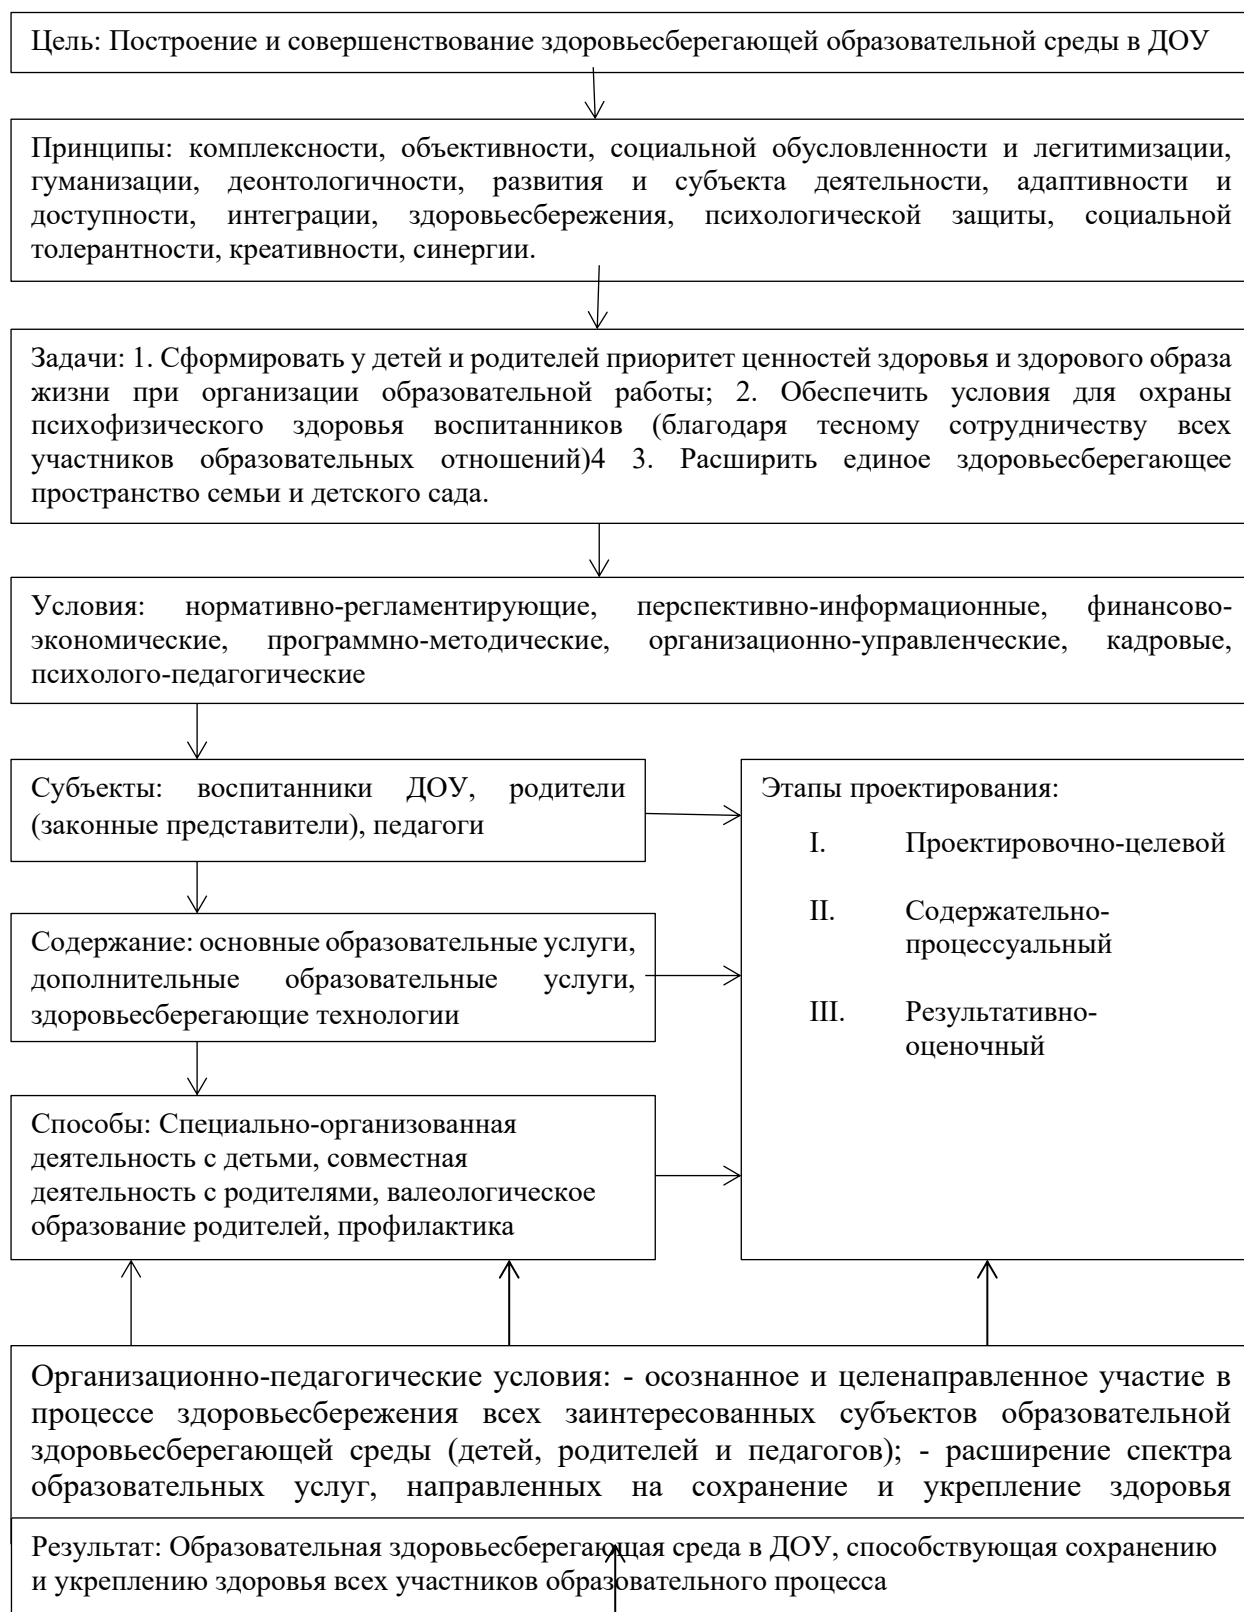 Цель: Построение и совершенствование здоровьесберегающей образовательной среды в ДОУ
Принципы: комплексности, объективности, социальной обусловленности и легитимизации,
гуманизации, деонтологичности, развития и субъекта деятельности, адаптивности и
доступности, интеграции, здоровьесбережения, психологической защиты, социальной
толерантности, креативности, синергии.
Задачи: 1. Сформировать у детей и родителей приоритет ценностей здоровья и здорового образа
жизни при организации образовательной работы; 2. Обеспечить условия для охраны
психофизического здоровья воспитанников (благодаря тесному сотрудничеству всех
участников образовательных отношений)4 3. Расширить единое здоровьесберегающее
пространство семьи и детского сада.
Условия: нормативно-регламентирующие, перспективно-информационные, финансово-
экономические, программно-методические, организационно-управленческие, кадровые,
психолого-педагогические
Субъекты: воспитанники ДОУ, родители
(законные представители), педагоги
Содержание: основные образовательные услуги,
дополнительные образовательные услуги,
здоровьесберегающие технологии
Способы: Специально-организованная
деятельность с детьми, совместная
деятельность с родителями, валеологическое
образование родителей, профилактика
Этапы проектирования:
I. Проектировочно-целевой
II. Содержательно-
процессуальный
III. Результативно-
оценочный
Организационно-педагогические условия: - осознанное и целенаправленное участие в
процессе здоровьесбережения всех заинтересованных субъектов образовательной
здоровьесберегающей среды (детей, родителей и педагогов); - расширение спектра
образовательных услуг, направленных на сохранение и укрепление здоровья
Результат: Образовательная здоровьесберегающая среда в ДОУ, способствующая сохранению
и укреплению здоровья всех участников образовательного процесса